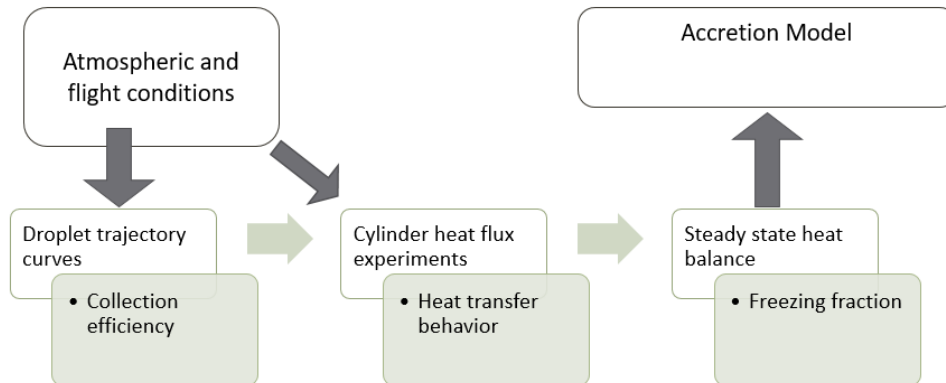 Atmospheric and
flight conditions
Accretion Model
Droplet trajectory
curves
• Collection
efficiency
Cylinder heat flux
experiments
• Heat transfer
behavior
Steady state heat
balance
• Freezing fraction